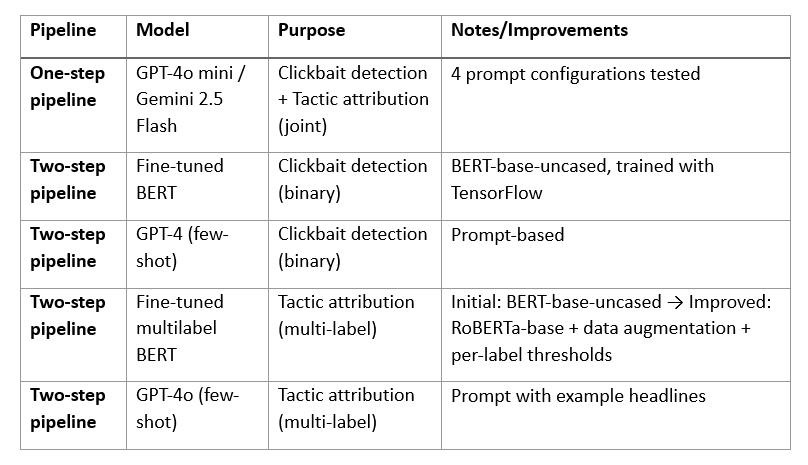 Pipeline Model Purpose Notes/Improvements
One-step pipeline GPT-4o mini / Gemini 2.5 Flash Clickbait detection + Tactic attribution (joint) 4 prompt configurations tested
Two-step pipeline Fine-tuned BERT Clickbait detection (binary) BERT-base-uncased, trained with TensorFlow
Two-step pipeline GPT-4 (few-shot) Clickbait detection (binary) Prompt-based
Two-step pipeline Fine-tuned multilabel BERT Tactic attribution (multi-label) Initial: BERT-base-uncased → Improved: RoBERTa-base + data augmentation + per-label thresholds
Two-step pipeline GPT-4o (few-shot) Tactic attribution (multi-label) Prompt with example headlines